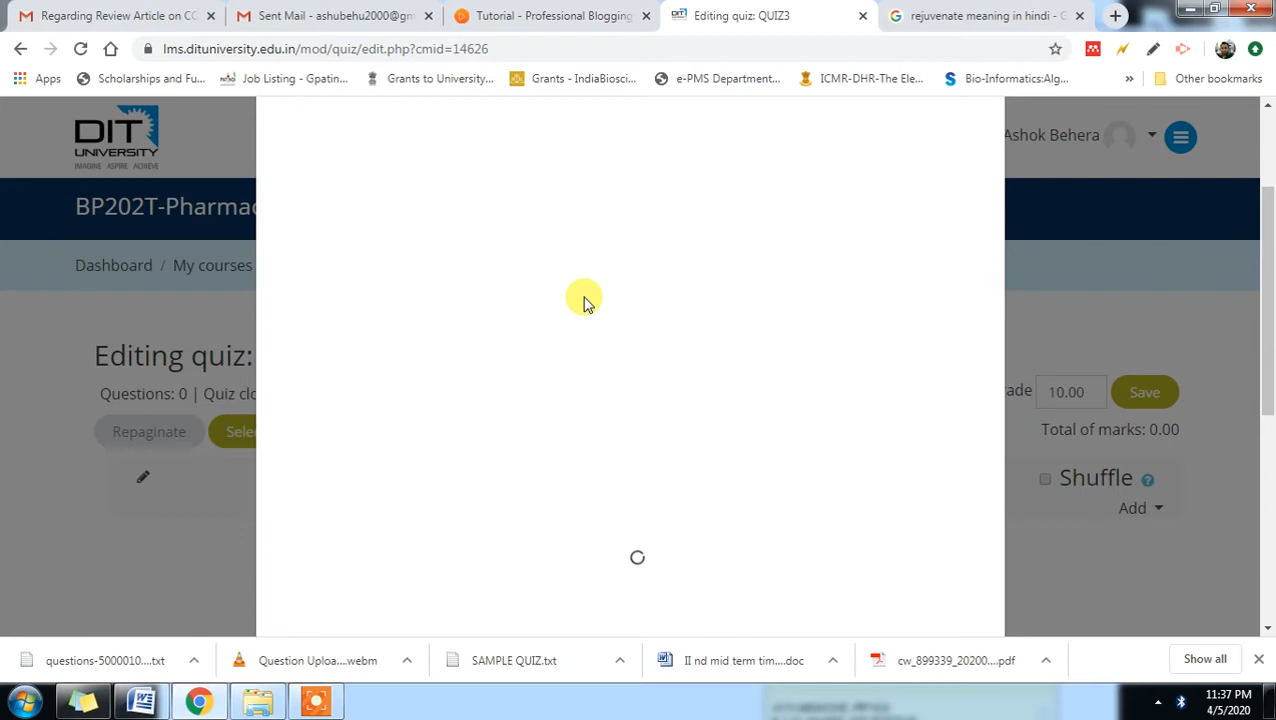 Regarding Review Article on CO
Sent Mail - ashubehu2000@gm
Tutorial - Professional Blogging
Editing quiz: QUIZ3
rejuvenate meaning in hindi - G
lms.dituniversity.edu.in/mod/quiz/edit.php?cmid=14626
Apps
Scholarships and Fu...
Job Listing - Gpatin...
Grants to University...
Grants - IndiaBiosci...
e-PMS Department...
ICMR-DHR-The Ele...
Bio-Informatics:Alg...
»
Other bookmarks
DIT
UNIVERSITY
IMAGINE ASPIRE ACHIEVE
Ashok Behera
BP202T-Pharmac
Dashboard / My courses
Editing quiz:
Questions: 0 | Quiz clo
ade 10.00 Save
Repaginate
Selec
Total of marks: 0.00
Shuffle ?
Add
questions-5000010....txt
Question Uploa....webm
SAMPLE QUIZ.txt
II nd mid term tim....doc
cw_899339_20200....pdf
Show all
11:37 PM
4/5/2020